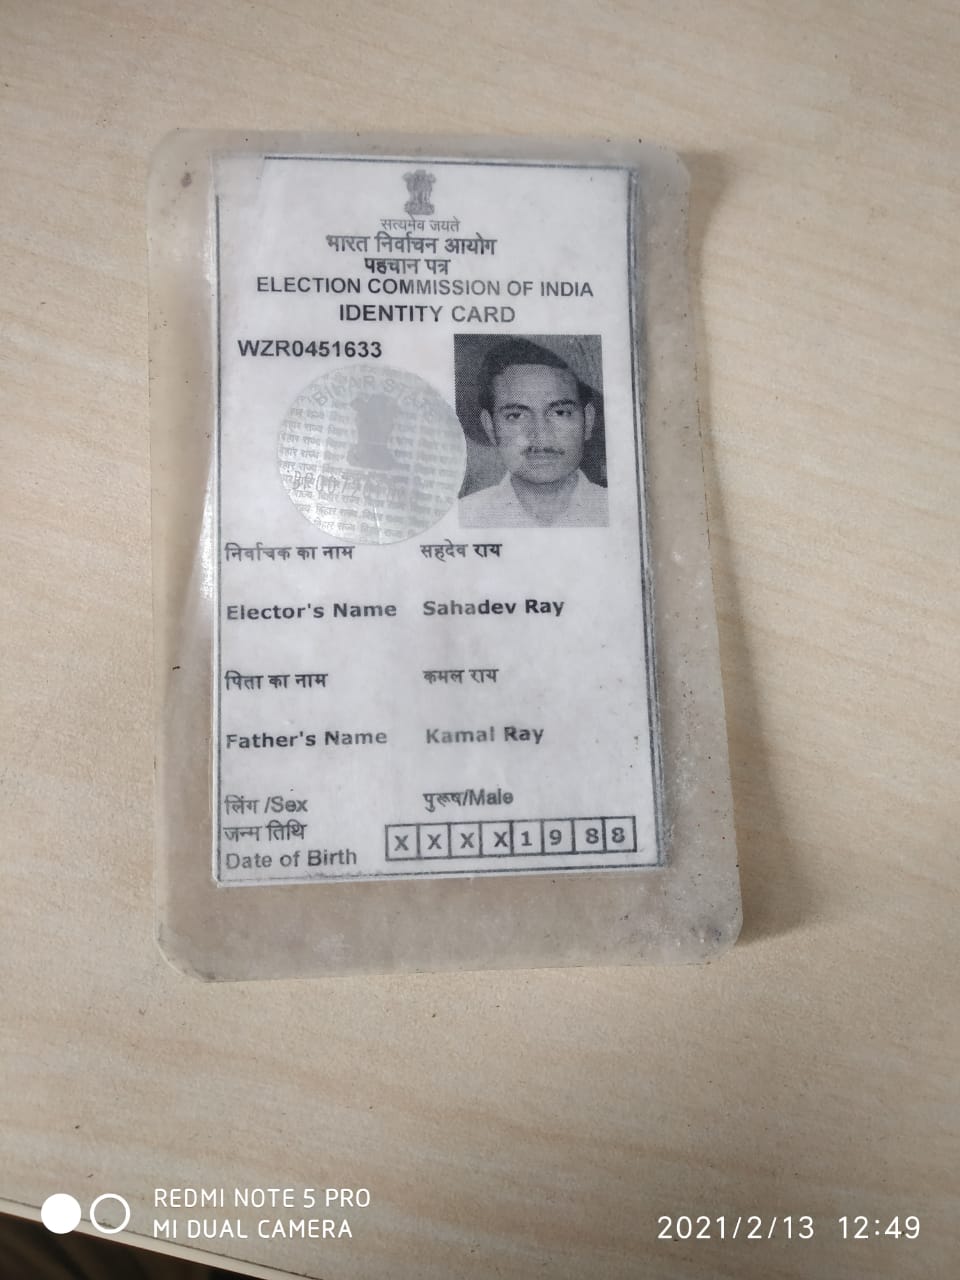 सत्यमेव जयते
भारत निर्वाचन आयोग
पहचान पत्र
ELECTION COMMISSION OF INDIA
IDENTITY CARD
WZR0451633
BIHAR
निर्वाचक का नाम सहदेव राय
Elector's Name Sahadev Ray
पिता का नाम कमल राय
Father's Name Kamal Ray
लिंग /Sex पुरूष/Male
जन्म तिथि
Date of Birth X X X X 1 9 8 8
REDMI NOTE 5 PRO
MI DUAL CAMERA
2021/2/13 12:49